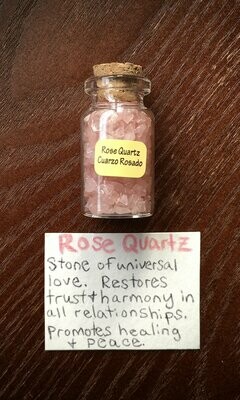 Rose Quartz
Cuarzo Rosado
Rose Quartz
Stone of universal
love. Restores
trust + harmony in
all relationships.
Promotes healing
+ peace.